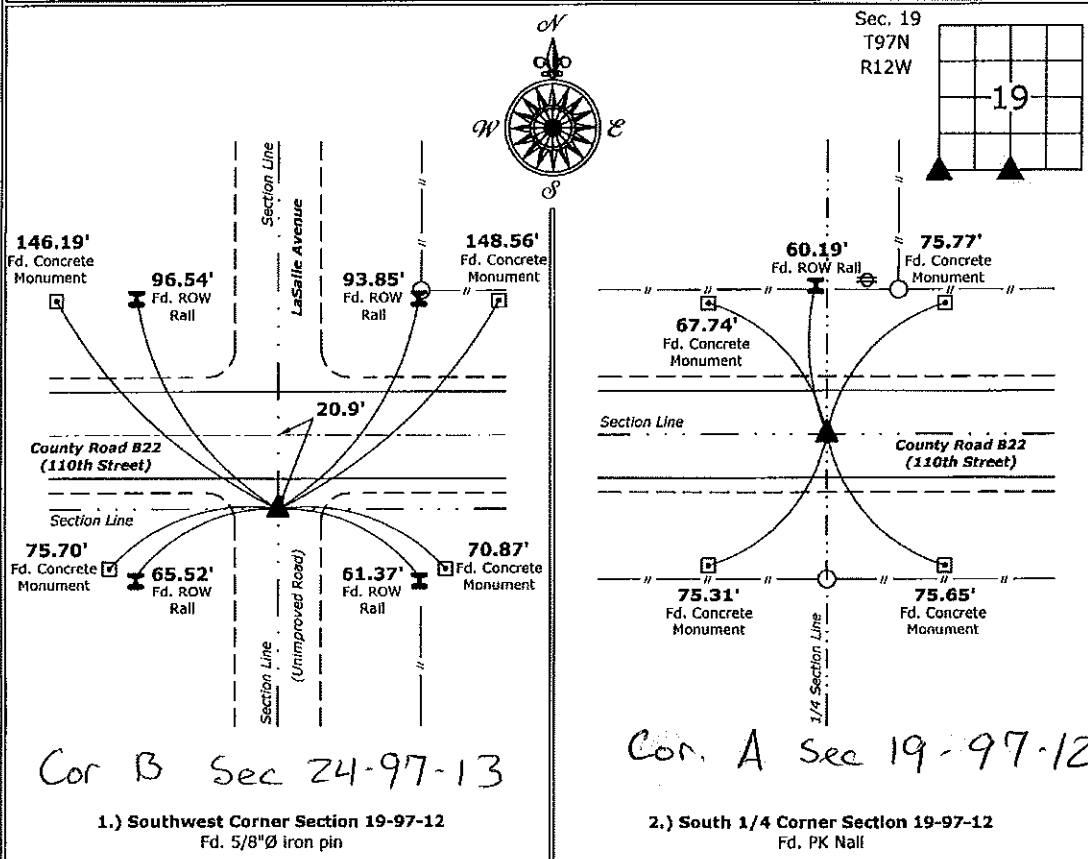 Sec. 19
T97N
R12W
19
N
W
E
S
Section Line
LaSalle Avenue
146.19'
Fd. Concrete
Monument
96.54'
Fd. ROW
Rail
93.85'
Fd. ROW
Rail
148.56'
Fd. Concrete
Monument
20.9'
County Road B22
(110th Street)
Section Line
75.70'
Fd. Concrete
Monument
65.52'
Fd. ROW
Rail
61.37'
Fd. ROW
Rail
70.87'
Fd. Concrete
Monument
Section Line
(Unimproved Road)
Cor B Sec 24-97-13
1.) Southwest Corner Section 19-97-12
Fd. 5/8"Ø iron pin
60.19'
Fd. ROW Rail
75.77'
Fd. Concrete
Monument
67.74'
Fd. Concrete
Monument
Section Line
County Road B22
(110th Street)
75.31'
Fd. Concrete
Monument
75.65'
Fd. Concrete
Monument
1/4 Section Line
Cor. A Sec 19-97-12
2.) South 1/4 Corner Section 19-97-12
Fd. PK Nail